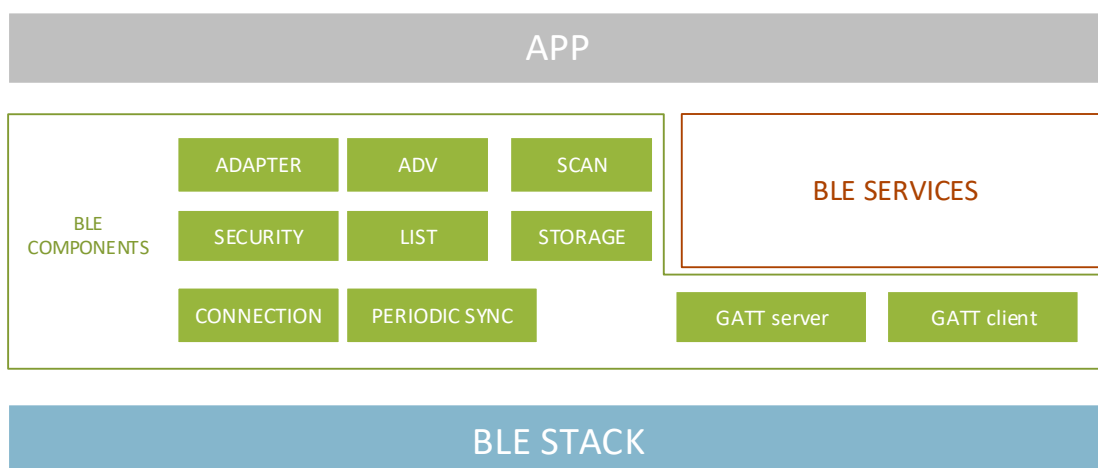 APP
ADAPTER
ADV
SCAN
BLE SERVICES
BLE
COMPONENTS
SECURITY
LIST
STORAGE
CONNECTION
PERIODIC SYNC
GATT server
GATT client
BLE STACK